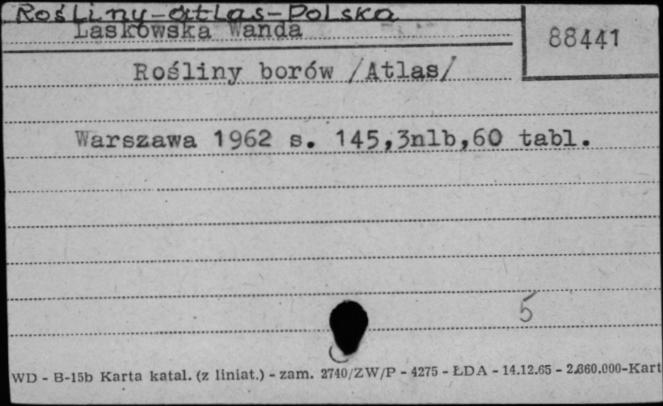 Rośliny-atlas-Polska
Laskowska Wanda
88441
Rośliny borów /Atlas/
Warszawa 1962 s. 145,3nlb,60 tabl.
5
WD - B-15b Karta katal. (z liniat.) - zam. 2740/ZW/P - 4275 - ŁDA - 14.12.65 - 2.860.000-Kart